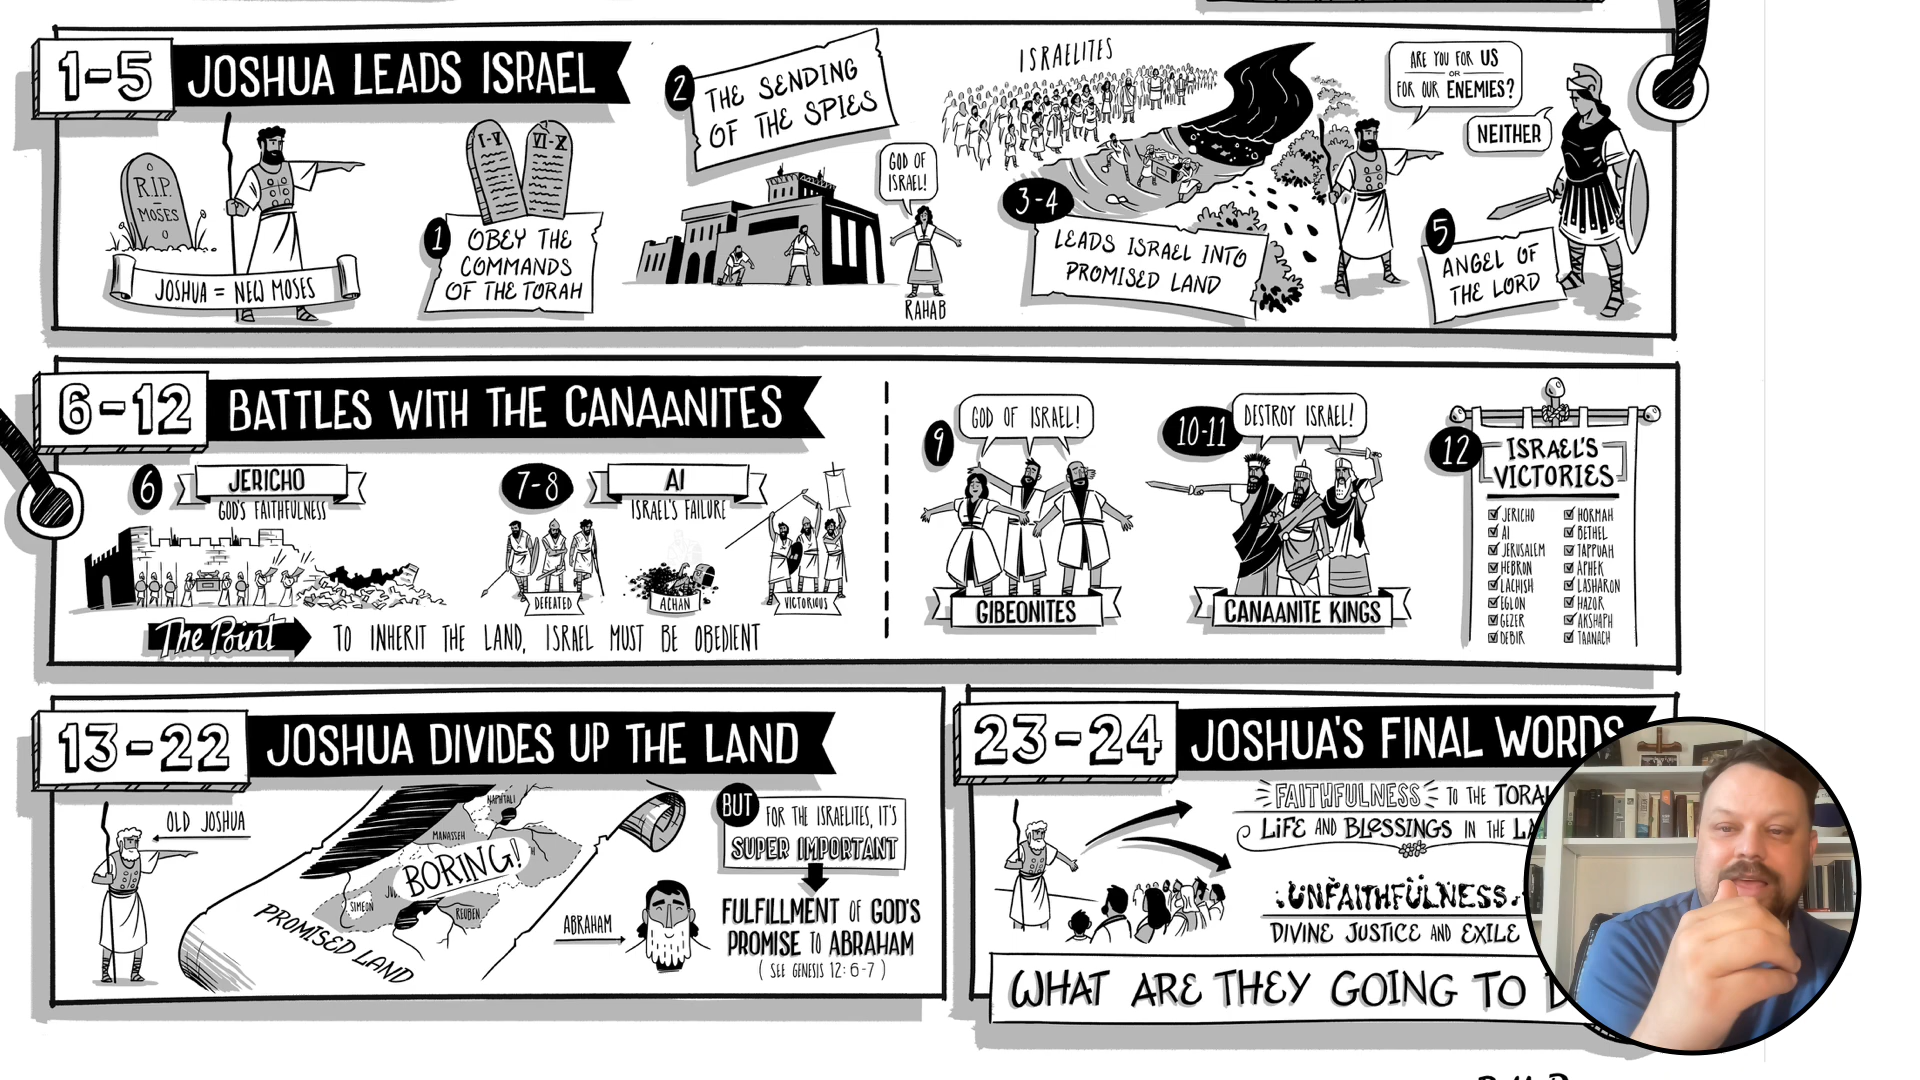 1-5
JOSHUA LEADS ISRAEL
R.I.P.
MOSES
JOSHUA = NEW MOSES
I-V
VI-X
1
OBEY THE
COMMANDS
OF THE TORAH
2
THE SENDING
OF THE SPIES
GOD OF
ISRAEL!
RAHAB
ISRAELITES
3-4
LEADS ISRAEL INTO
PROMISED LAND
ARE YOU FOR US
OR
FOR OUR ENEMIES?
NEITHER
5
ANGEL OF
THE LORD
6-12
BATTLES WITH THE CANAANITES
6
JERICHO
GOD'S FAITHFULNESS
7-8
AI
ISRAEL'S FAILURE
DEFEATED
ACHAN
VICTORIOUS
The Point
TO INHERIT THE LAND, ISRAEL MUST BE OBEDIENT
9
GOD OF ISRAEL!
GIBEONITES
10-11
DESTROY ISRAEL!
CANAANITE KINGS
12
ISRAEL'S
VICTORIES
JERICHO
AI
JERUSALEM
HEBRON
LACHISH
EGLON
GEZER
DEBIR
HORMAH
BETHEL
TAPPUAH
APHEK
LASHARON
HAZOR
AKSHAPH
TAANACH
13-22
JOSHUA DIVIDES UP THE LAND
OLD JOSHUA
NAPHTALI
MANASSEH
BORING!
SIMEON
REUBEN
PROMISED LAND
BUT
FOR THE ISRAELITES, IT'S
SUPER IMPORTANT
ABRAHAM
FULFILLMENT OF GOD'S
PROMISE TO ABRAHAM
(SEE GENESIS 12:6-7)
23-24
JOSHUA'S FINAL WORDS
FAITHFULNESS TO THE TORAH
LIFE AND BLESSINGS IN THE
UNFAITHFULNESS
DIVINE JUSTICE AND EXILE
WHAT ARE THEY GOING TO